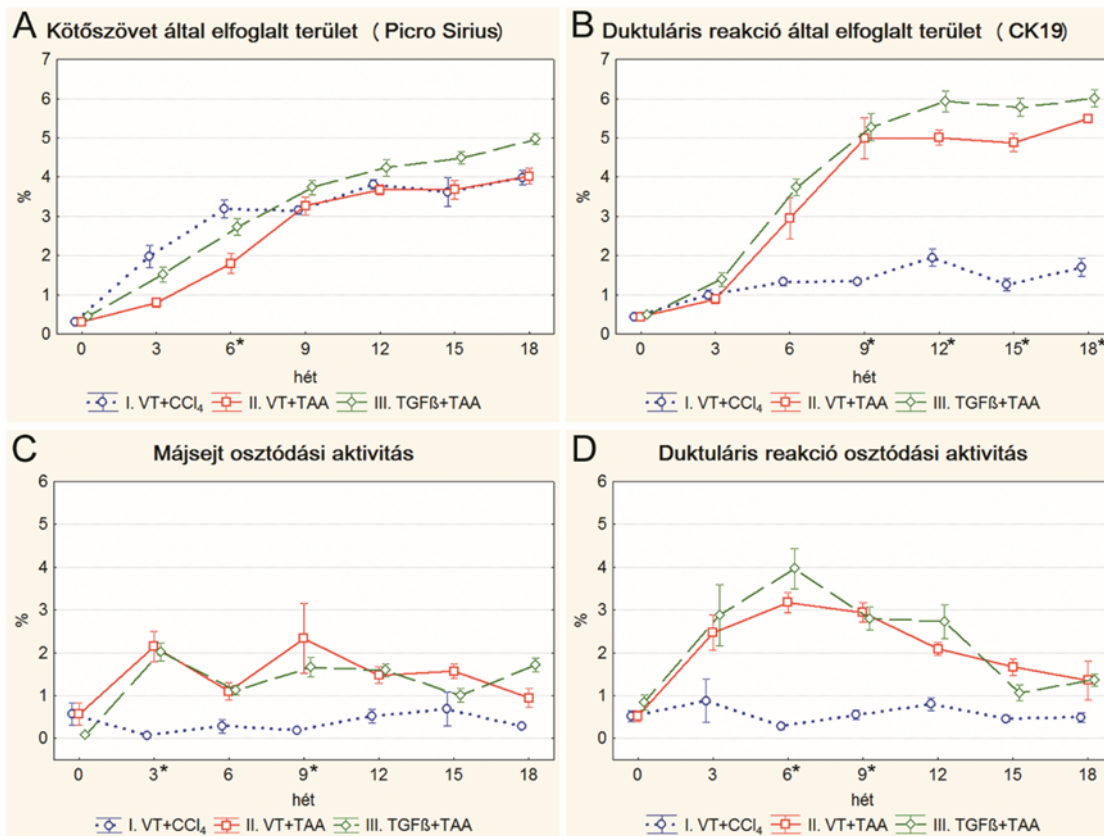 A Kötőszövet által elfoglalt terület (Picro Sirius)
7
6
5
4
3
2
1
0
%
0 3 6* 9 12 15 18
hét
I. VT+CCl₄ II. VT+TAA III. TGFß+TAA
B Duktuláris reakció által elfoglalt terület (CK19)
7
6
5
4
3
2
1
0
%
0 3 6 9* 12* 15* 18*
hét
I. VT+CCl₄ II. VT+TAA III. TGFß+TAA
C Májsejt osztódási aktivitás
6
5
4
3
2
1
0
%
0 3* 6 9* 12 15 18
hét
I. VT+CCl₄ II. VT+TAA III. TGFß+TAA
D Duktuláris reakció osztódási aktivitás
6
5
4
3
2
1
0
%
0 3 6* 9* 12 15 18
hét
I. VT+CCl₄ II. VT+TAA III. TGFß+TAA